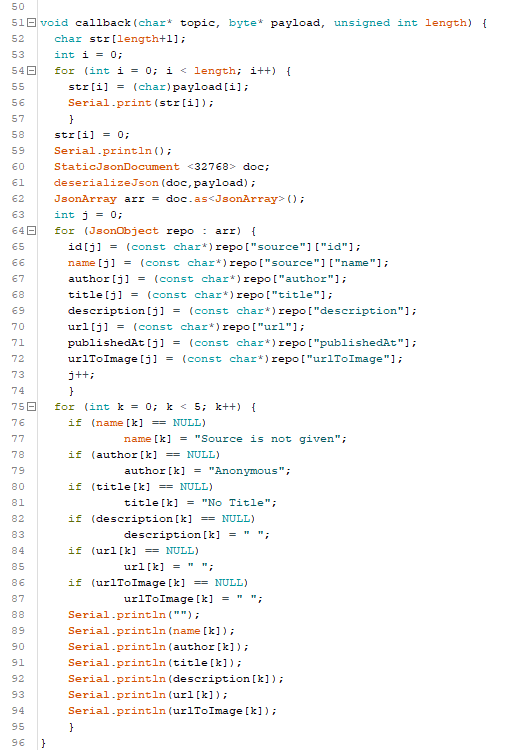 50
51 void callback(char* topic, byte* payload, unsigned int length) {
52 char str[length+1];
53 int i = 0;
54 for (int i = 0; i < length; i++) {
55 str[i] = (char)payload[i];
56 Serial.print(str[i]);
57 }
58 str[i] = 0;
59 Serial.println();
60 StaticJsonDocument <32768> doc;
61 deserializeJson(doc,payload);
62 JsonArray arr = doc.as<JsonArray>();
63 int j = 0;
64 for (JsonObject repo : arr) {
65 id[j] = (const char*)repo["source"]["id"];
66 name[j] = (const char*)repo["source"]["name"];
67 author[j] = (const char*)repo["author"];
68 title[j] = (const char*)repo["title"];
69 description[j] = (const char*)repo["description"];
70 url[j] = (const char*)repo["url"];
71 publishedAt[j] = (const char*)repo["publishedAt"];
72 urlToImage[j] = (const char*)repo["urlToImage"];
73 j++;
74 }
75 for (int k = 0; k < 5; k++) {
76 if (name[k] == NULL)
77 name[k] = "Source is not given";
78 if (author[k] == NULL)
79 author[k] = "Anonymous";
80 if (title[k] == NULL)
81 title[k] = "No Title";
82 if (description[k] == NULL)
83 description[k] = " ";
84 if (url[k] == NULL)
85 url[k] = " ";
86 if (urlToImage[k] == NULL)
87 urlToImage[k] = " ";
88 Serial.println("");
89 Serial.println(name[k]);
90 Serial.println(author[k]);
91 Serial.println(title[k]);
92 Serial.println(description[k]);
93 Serial.println(url[k]);
94 Serial.println(urlToImage[k]);
95 }
96 }